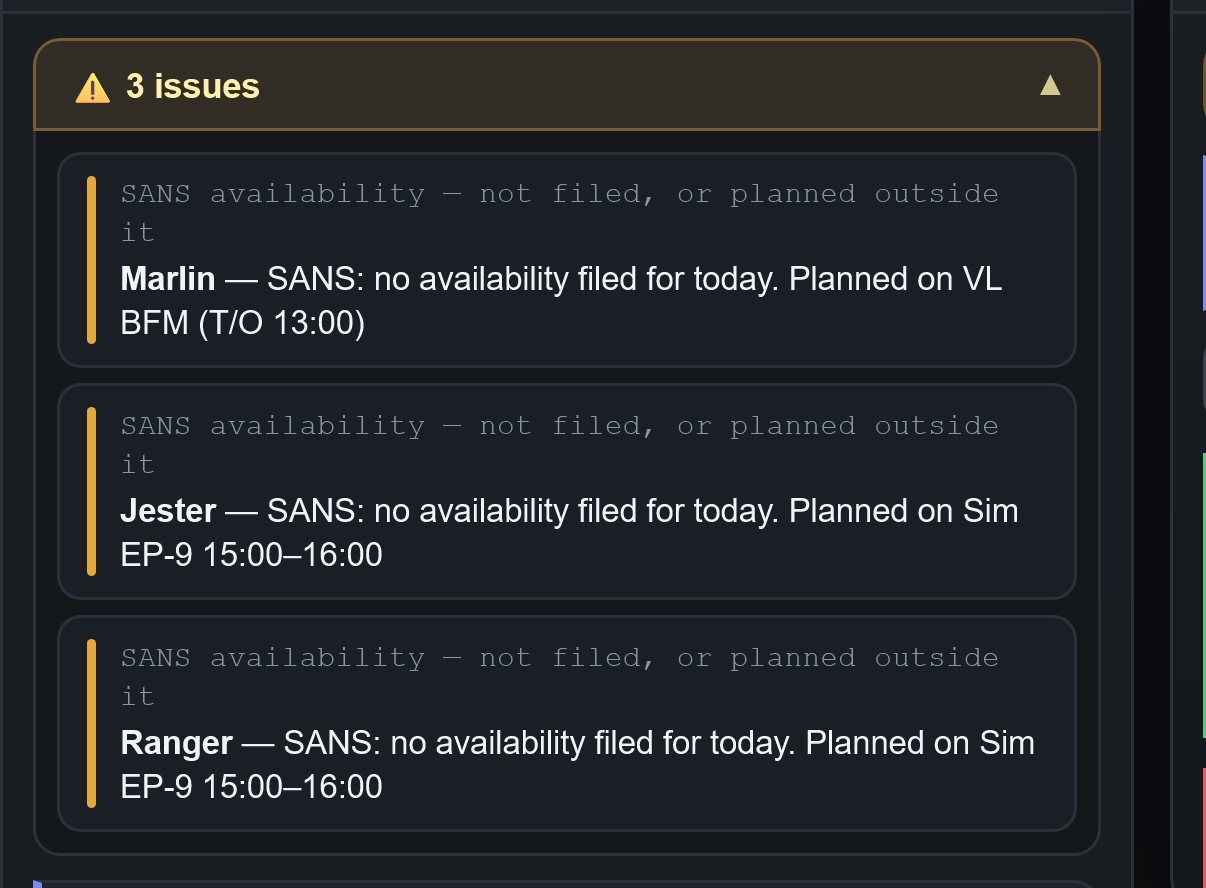 3 issues
SANS availability — not filed, or planned outside
it
Marlin — SANS: no availability filed for today. Planned on VL
BFM (T/O 13:00)
SANS availability — not filed, or planned outside
it
Jester — SANS: no availability filed for today. Planned on Sim
EP-9 15:00–16:00
SANS availability — not filed, or planned outside
it
Ranger — SANS: no availability filed for today. Planned on Sim
EP-9 15:00–16:00